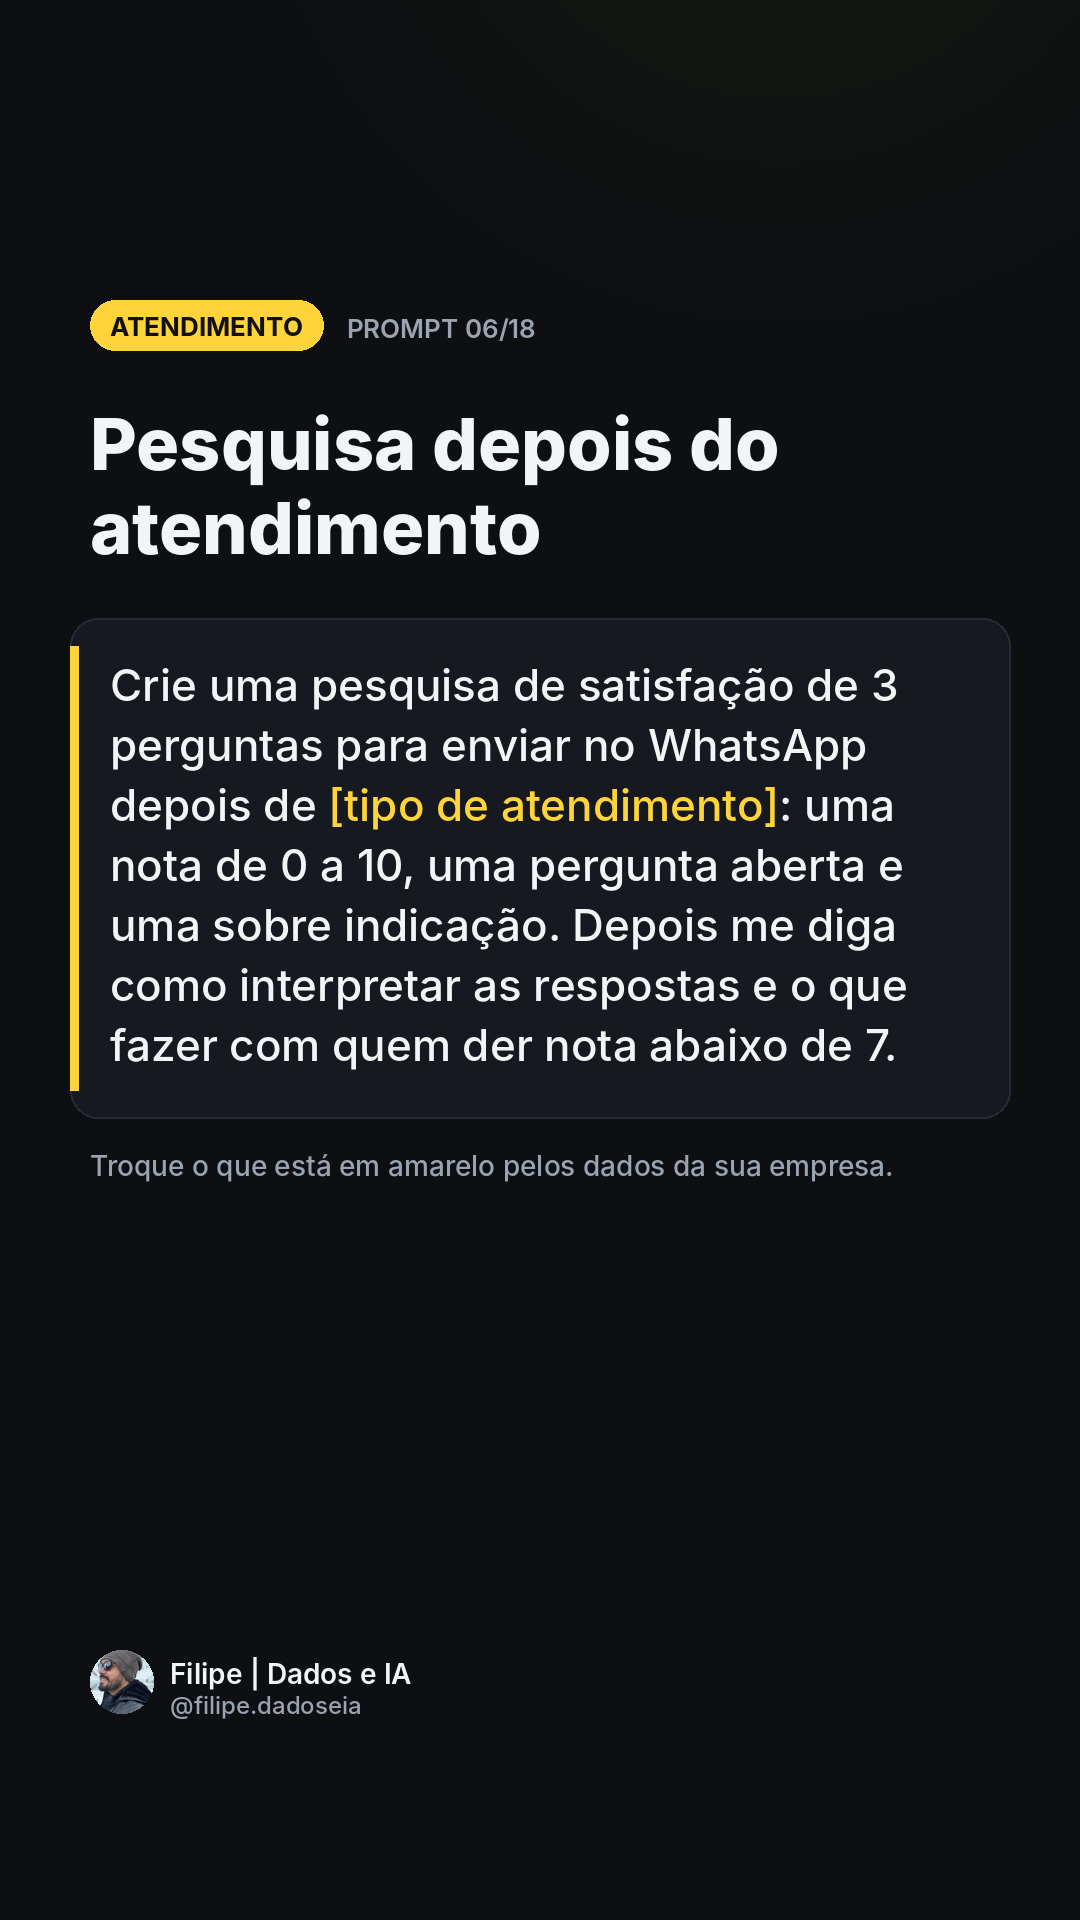 ATENDIMENTO PROMPT 06/18
Pesquisa depois do
atendimento
Crie uma pesquisa de satisfação de 3
perguntas para enviar no WhatsApp
depois de [tipo de atendimento]: uma
nota de 0 a 10, uma pergunta aberta e
uma sobre indicação. Depois me diga
como interpretar as respostas e o que
fazer com quem der nota abaixo de 7.
Troque o que está em amarelo pelos dados da sua empresa.
Filipe | Dados e IA
@filipe.dadoseia